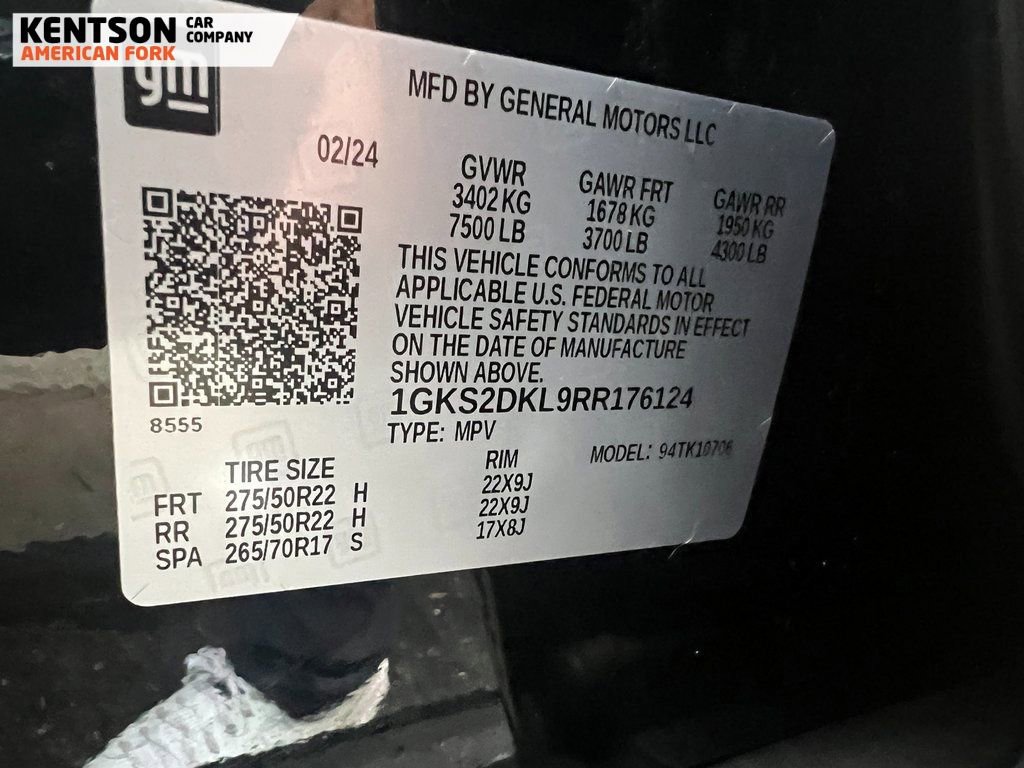 KENTSON CAR COMPANY
AMERICAN FORK
gm
MFD BY GENERAL MOTORS LLC
02/24
GVWR GAWR FRT GAWR RR
3402 KG 1678 KG 1950 KG
7500 LB 3700 LB 4300 LB
THIS VEHICLE CONFORMS TO ALL
APPLICABLE U.S. FEDERAL MOTOR
VEHICLE SAFETY STANDARDS IN EFFECT
ON THE DATE OF MANUFACTURE
SHOWN ABOVE.
1GKS2DKL9RR176124
8555
TYPE: MPV
MODEL: 94TK10706
TIRE SIZE RIM
FRT 275/50R22 H 22X9J
RR 275/50R22 H 22X9J
SPA 265/70R17 S 17X8J